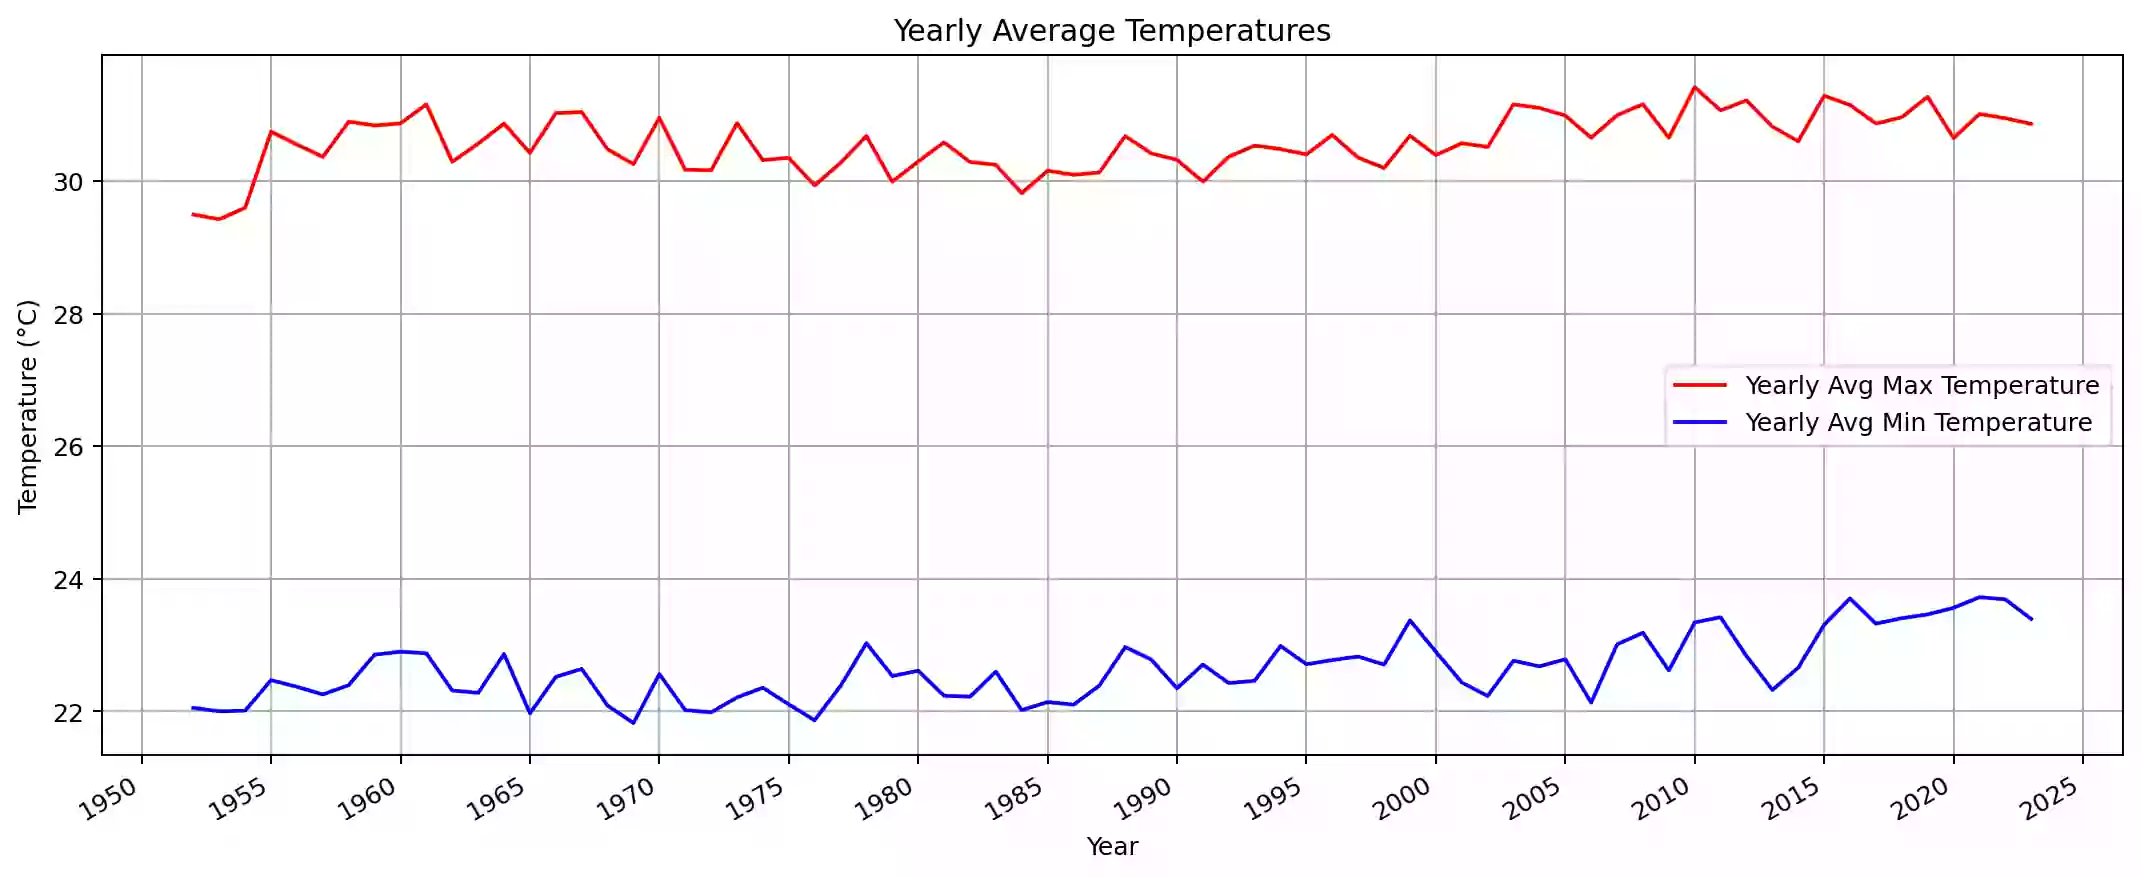 Yearly Average Temperatures
Temperature (°C)
30
28
26
24
22
Yearly Avg Max Temperature
Yearly Avg Min Temperature
1950 1955 1960 1965 1970 1975 1980 1985 1990 1995 2000 2005 2010 2015 2020 2025
Year